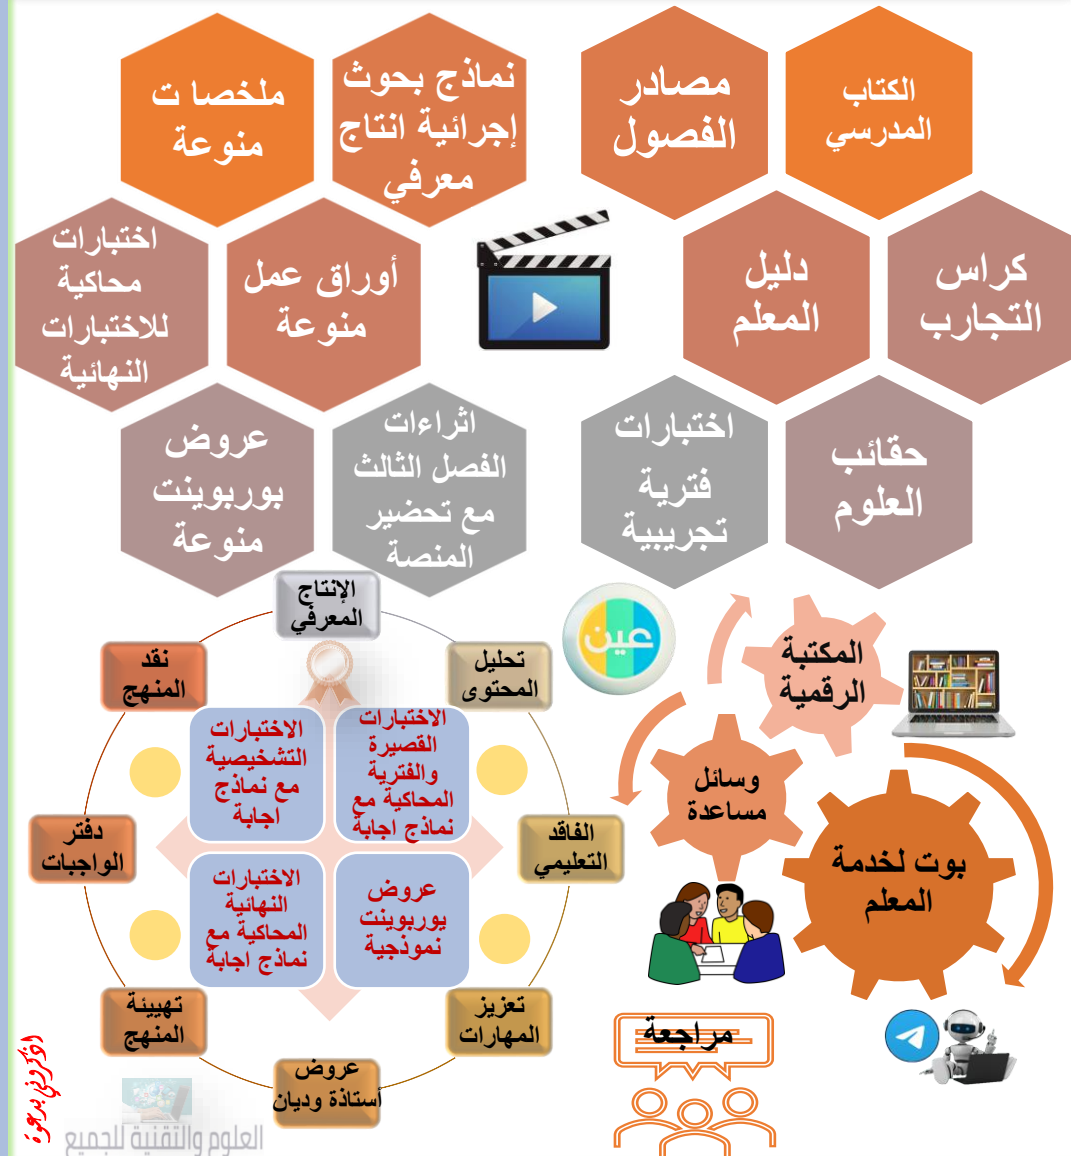 الكتاب
المدرسي
مصادر
الفصول
نماذج بحوث
إجرائية انتاج
معرفي
ملخصا ت
منوعة
كراس
التجارب
دليل
المعلم
أوراق عمل
منوعة
اختبارات
محاكية
للاختبارات
النهائية
حقائب
العلوم
اختبارات
فترية
تجريبية
اثراءات
الفصل الثالث
مع تحضير
المنصة
عروض
بوربوينت
منوعة
عين
المكتبة
الرقمية
وسائل
مساعدة
بوت لخدمة
المعلم
مراجعة
الإنتاج
المعرفي
تحليل
المحتوى
الفاقد
التعليمي
تعزيز
المهارات
عروض
أستاذة وديان
تهييئة
المنهج
دفتر
الواجبات
نقد
المنهج
الاختبارات
القصيرة
والفترية
المحاكية مع
نماذج اجابة
الاختبارات
التشخيصية
مع نماذج
اجابة
عروض
يوربوينت
نموذجية
الاختبارات
النهائية
المحاكية مع
نماذج اجابة
اذكروني بدعوة
العلوم والتقنية للجميع